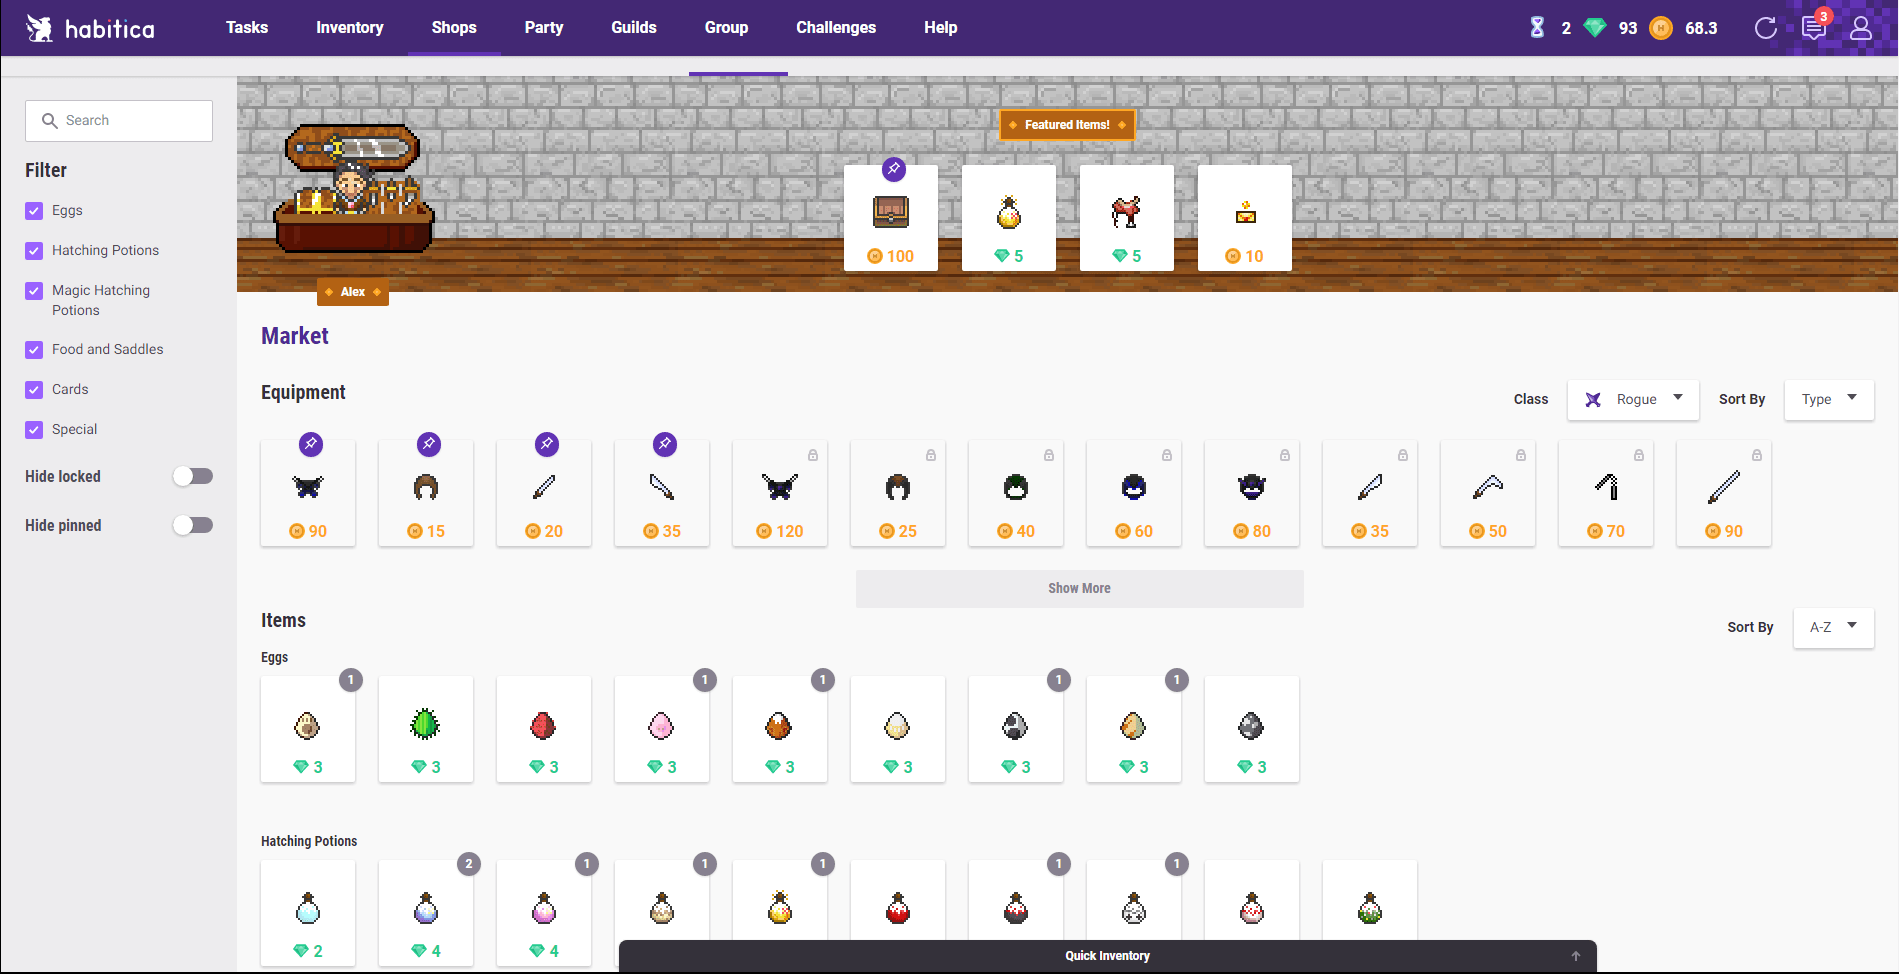 habitica
Tasks Inventory Shops Party Guilds Group Challenges Help
2 93 68.3 3
Search
Filter
Eggs
Hatching Potions
Magic Hatching
Potions
Food and Saddles
Cards
Special
Hide locked
Hide pinned
Featured Items!
100 5 5 10
Alex
Market
Equipment
Class Rogue Sort By Type
90 15 20 35 120 25 40 60 80 35 50 70 90
Show More
Items
Sort By A-Z
Eggs
1 1 1 1 1
3 3 3 3 3 3 3 3 3
Hatching Potions
2 1 1 1 1 1
2 4 4
Quick Inventory